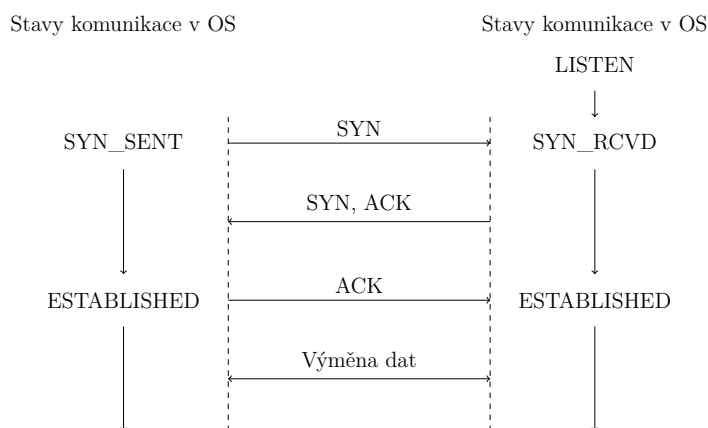 Stavy komunikace v OS
Stavy komunikace v OS
LISTEN
SYN_SENT
SYN
SYN_RCVD
SYN, ACK
ESTABLISHED
ACK
ESTABLISHED
Výměna dat